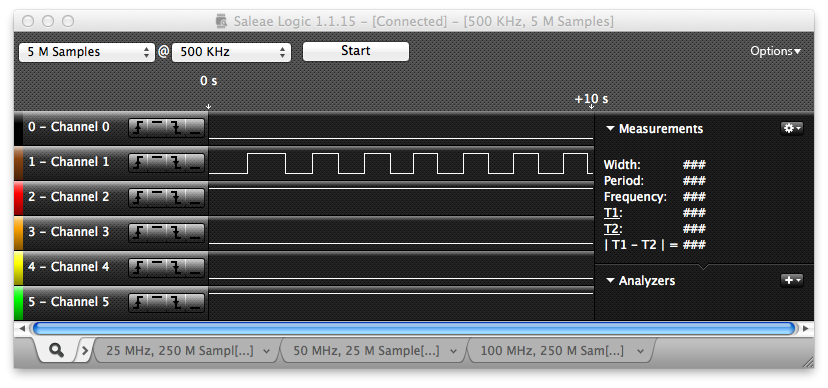 Saleae Logic 1.1.15 – [Connected] – [500 KHz, 5 M Samples]
5 M Samples @ 500 KHz Start Options▾
0 s
+10 s
0 – Channel 0
1 – Channel 1
2 – Channel 2
3 – Channel 3
4 – Channel 4
5 – Channel 5
▼ Measurements
Width: ###
Period: ###
Frequency: ###
T1: ###
T2: ###
| T1 – T2 | = ###
▼ Analyzers
25 MHz, 250 M Sampl[...] 50 MHz, 25 M Sample[...] 100 MHz, 250 M Sam[...]